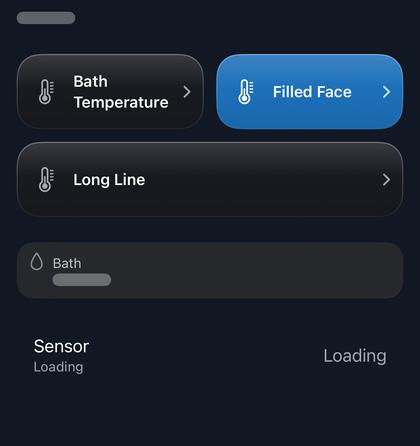 Bath
Temperature
Filled Face
Long Line
Bath
Sensor
Loading
Loading